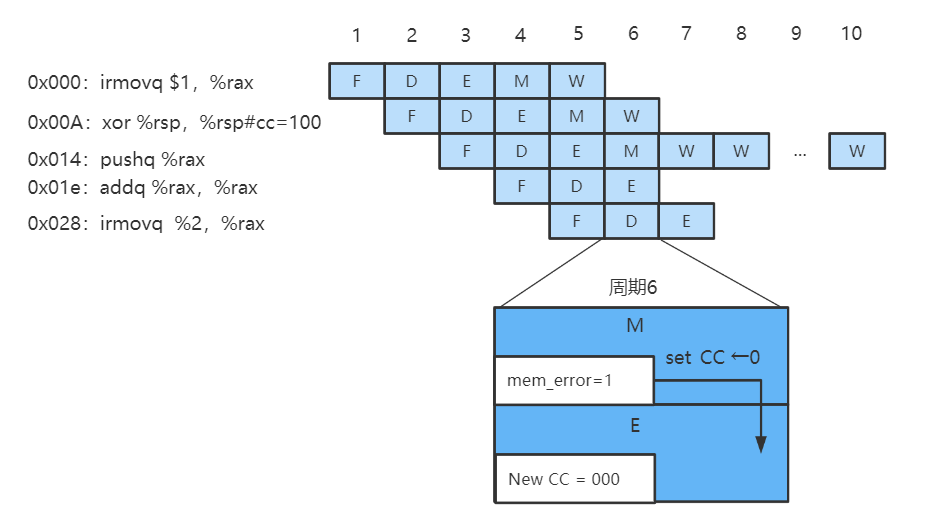 1 2 3 4 5 6 7 8 9 10
0x000：irmovq $1，%rax F D E M W
0x00A：xor %rsp，%rsp#cc=100 F D E M W
0x014：pushq %rax F D E M W W ... W
0x01e：addq %rax，%rax F D E
0x028：irmovq %2，%rax F D E
周期6
M
set CC ←0
mem_error=1
E
New CC = 000